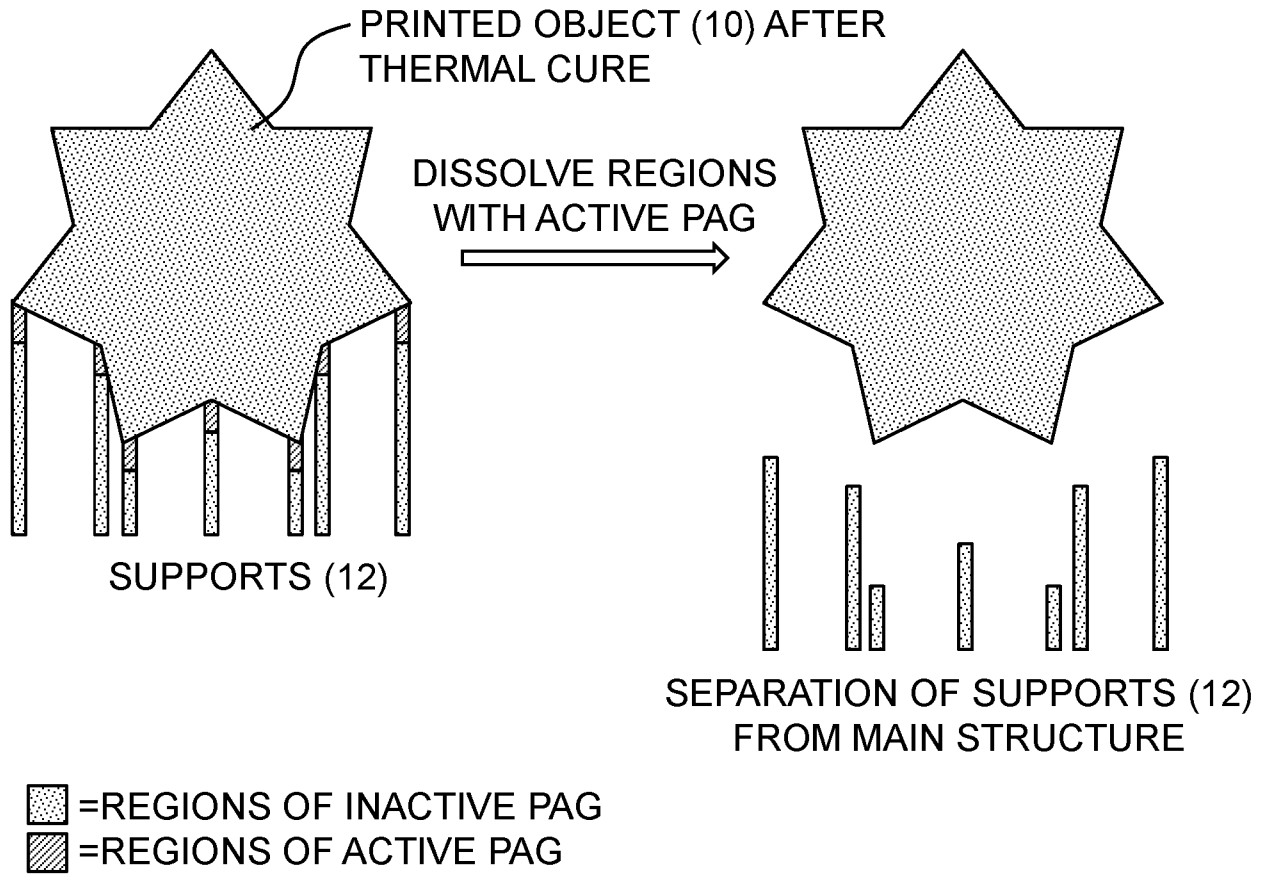 PRINTED OBJECT (10) AFTER
THERMAL CURE
DISSOLVE REGIONS
WITH ACTIVE PAG
SUPPORTS (12)
SEPARATION OF SUPPORTS (12)
FROM MAIN STRUCTURE
=REGIONS OF INACTIVE PAG
=REGIONS OF ACTIVE PAG